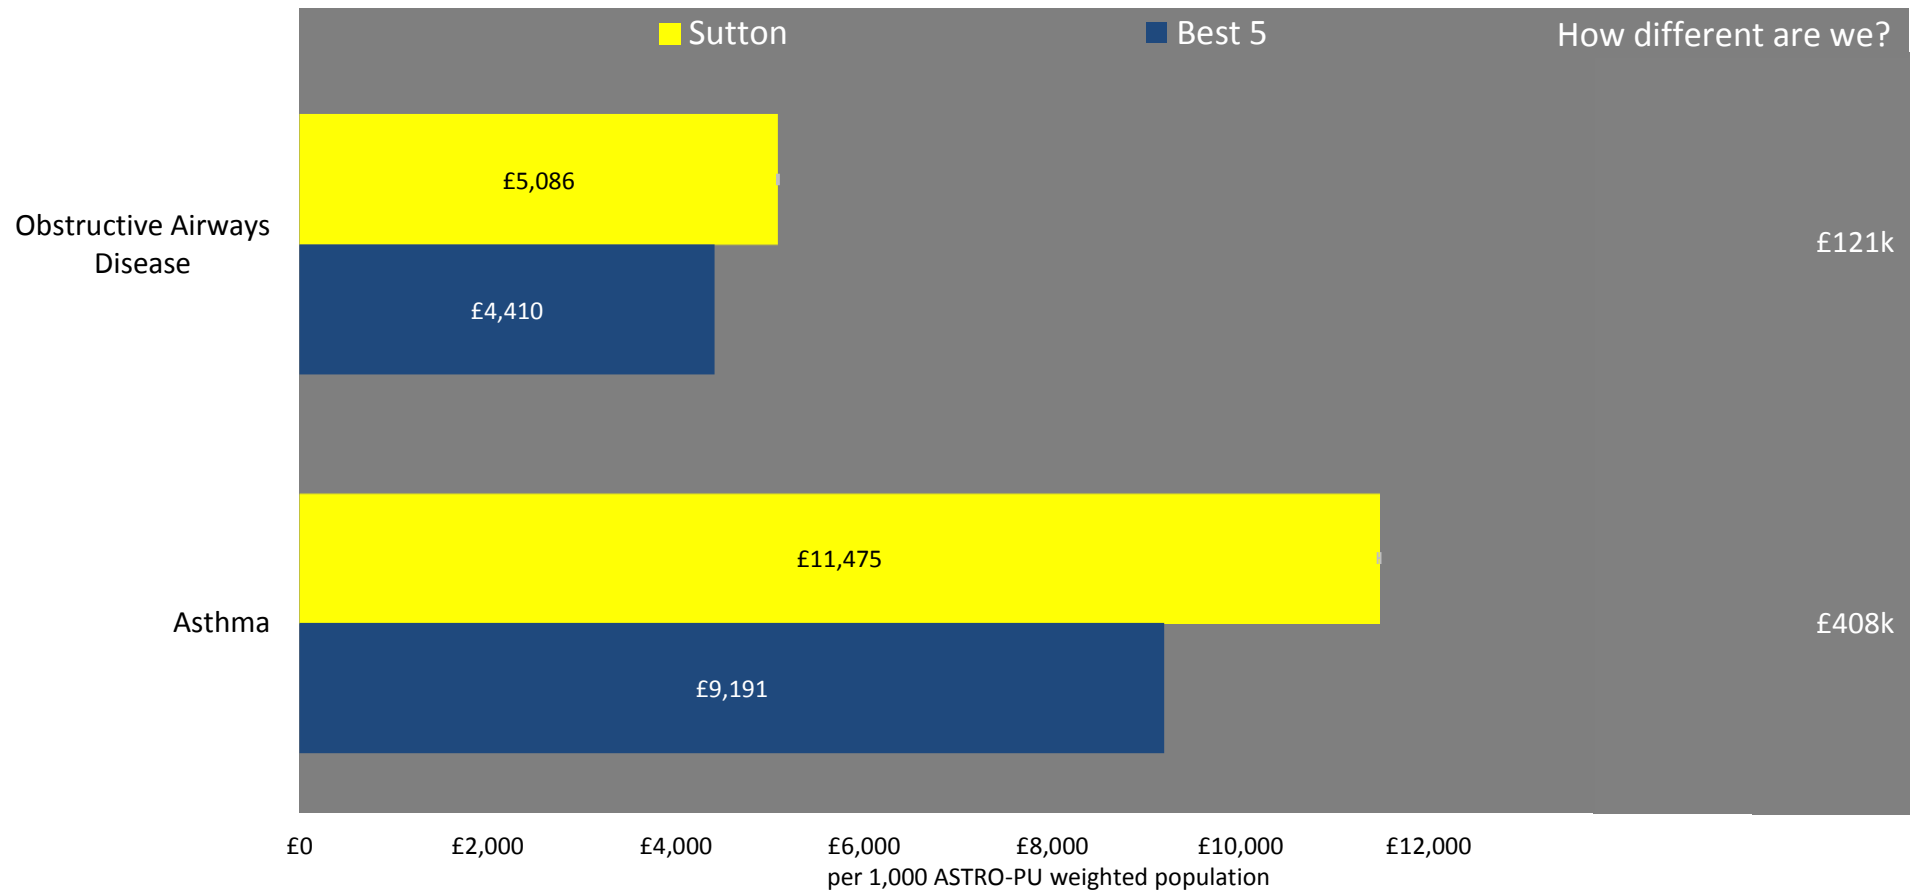 Sutton
Best 5
How different are we?
Obstructive Airways
Disease
£5,086
£4,410
£121k
Asthma
£11,475
£9,191
£408k
£0 £2,000 £4,000 £6,000 £8,000 £10,000 £12,000
per 1,000 ASTRO-PU weighted population